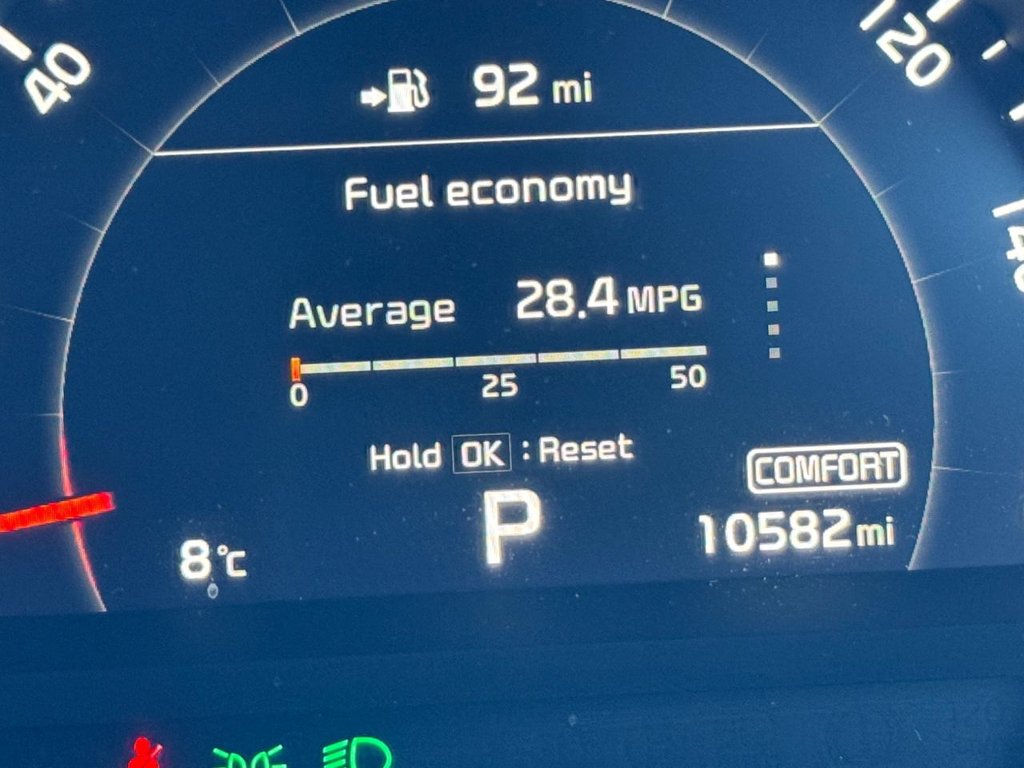 40
120
140
92 mi
Fuel economy
Average 28.4 MPG
0 25 50
Hold OK : Reset
COMFORT
P
8°C
10582 mi